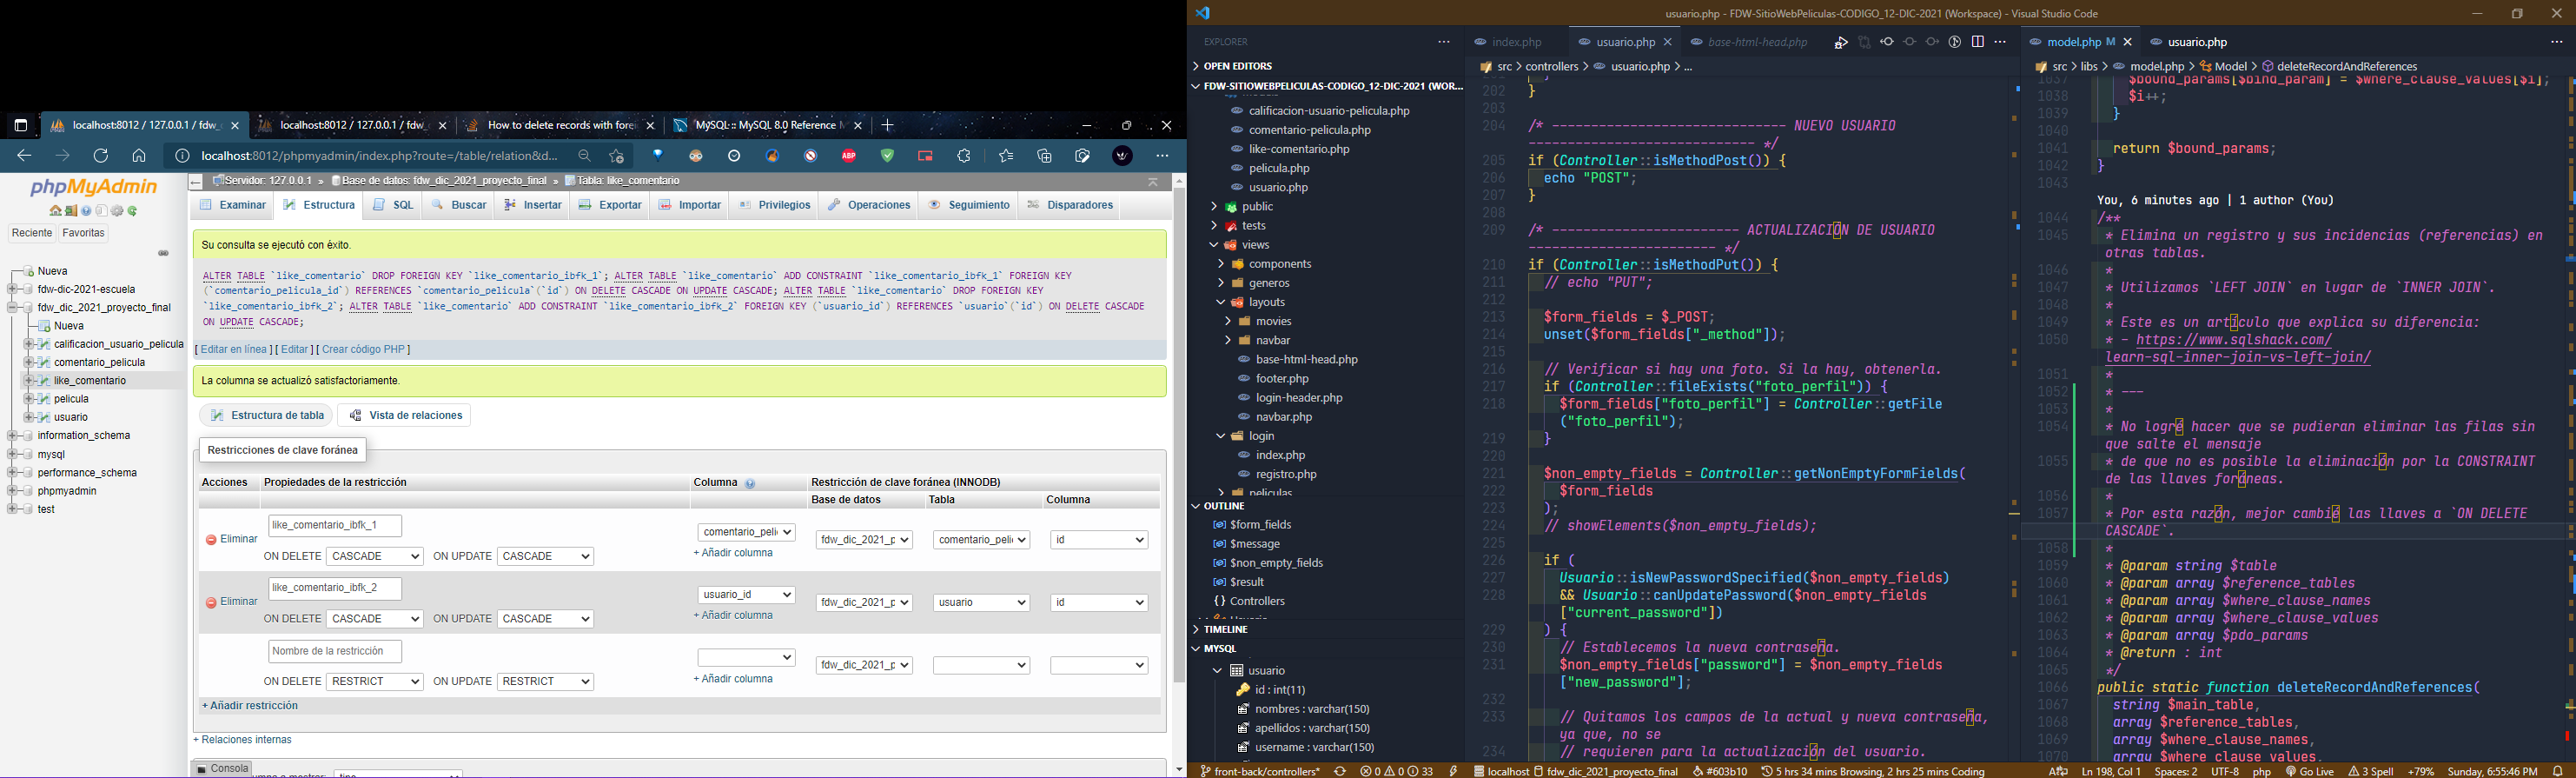 localhost:8012 / 127.0.0.1 / fdw_
localhost:8012 / 127.0.0.1 / fdw_
How to delete records with fore
MySQL :: MySQL 8.0 Reference M
localhost:8012/phpmyadmin/index.php?route=/table/relation&d...
phpMyAdmin
Reciente
Favoritas
Nueva
fdw-dic-2021-escuela
fdw_dic_2021_proyecto_final
Nueva
calificacion_usuario_pelicula
comentario_pelicula
like_comentario
pelicula
usuario
information_schema
mysql
performance_schema
phpmyadmin
test
Servidor: 127.0.0.1 » Base de datos: fdw_dic_2021_proyecto_final » Tabla: like_comentario
Examinar Estructura SQL Buscar Insertar Exportar Importar Privilegios Operaciones Seguimiento Disparadores
Su consulta se ejecutó con éxito.
ALTER TABLE `like_comentario` DROP FOREIGN KEY `like_comentario_ibfk_1`; ALTER TABLE `like_comentario` ADD CONSTRAINT `like_comentario_ibfk_1` FOREIGN KEY
(`comentario_pelicula_id`) REFERENCES `comentario_pelicula`(`id`) ON DELETE CASCADE ON UPDATE CASCADE; ALTER TABLE `like_comentario` DROP FOREIGN KEY
`like_comentario_ibfk_2`; ALTER TABLE `like_comentario` ADD CONSTRAINT `like_comentario_ibfk_2` FOREIGN KEY (`usuario_id`) REFERENCES `usuario`(`id`) ON DELETE CASCADE
ON UPDATE CASCADE;
[ Editar en línea ] [ Editar ] [ Crear código PHP ]
La columna se actualizó satisfactoriamente.
Estructura de tabla
Vista de relaciones
Restricciones de clave foránea
Acciones Propiedades de la restricción Columna Restricción de clave foránea (INNODB)
Base de datos Tabla Columna
Eliminar like_comentario_ibfk_1 comentario_peli fdw_dic_2021_p comentario_peli id
ON DELETE CASCADE ON UPDATE CASCADE + Añadir columna
Eliminar like_comentario_ibfk_2 usuario_id fdw_dic_2021_p usuario id
ON DELETE CASCADE ON UPDATE CASCADE + Añadir columna
Nombre de la restricción fdw_dic_2021_p
ON DELETE RESTRICT ON UPDATE RESTRICT + Añadir columna
+ Añadir restricción
+ Relaciones internas
Consola
usuario.php - FDW-SitioWebPeliculas-CODIGO_12-DIC-2021 (Workspace) - Visual Studio Code
EXPLORER
OPEN EDITORS
FDW-SITIOWEBPELICULAS-CODIGO_12-DIC-2021 (WOR...
calificacion-usuario-pelicula.php
comentario-pelicula.php
like-comentario.php
pelicula.php
usuario.php
public
tests
views
components
generos
layouts
movies
navbar
base-html-head.php
footer.php
login-header.php
navbar.php
login
index.php
registro.php
peliculas
OUTLINE
$form_fields
$message
$non_empty_fields
$result
Controllers
TIMELINE
MYSQL
usuario
id : int(11)
nombres : varchar(150)
apellidos : varchar(150)
username : varchar(150)
index.php
usuario.php
base-html-head.php
src > controllers > usuario.php > ...
202 }
203
204 /* ------------------------------ NUEVO USUARIO
----------------------------- */
205 if (Controller::isMethodPost()) {
206 echo "POST";
207 }
208
209 /* ------------------------ ACTUALIZACIÓN DE USUARIO
------------------------ */
210 if (Controller::isMethodPut()) {
211 // echo "PUT";
212
213 $form_fields = $_POST;
214 unset($form_fields["_method"]);
215
216 // Verificar si hay una foto. Si la hay, obtenerla.
217 if (Controller::fileExists("foto_perfil")) {
218 $form_fields["foto_perfil"] = Controller::getFile
("foto_perfil");
219 }
220
221 $non_empty_fields = Controller::getNonEmptyFormFields(
222 $form_fields
223 );
224 // showElements($non_empty_fields);
225
226 if (
227 Usuario::isNewPasswordSpecified($non_empty_fields)
228 && Usuario::canUpdatePassword($non_empty_fields
["current_password"])
229 ) {
230 // Establecemos la nueva contraseña.
231 $non_empty_fields["password"] = $non_empty_fields
["new_password"];
232
233 // Quitamos los campos de la actual y nueva contraseña,
ya que, no se
234 // requieren para la actualización del usuario.
model.php M
usuario.php
src > libs > model.php > Model > deleteRecordAndReferences
1037 $bound_params[$bind_param] = $where_clause_values[$i];
1038 $i++;
1039 }
1040
1041 return $bound_params;
1042 }
1043
You, 6 minutes ago | 1 author (You)
1044 /**
1045 * Elimina un registro y sus incidencias (referencias) en
otras tablas.
1046 *
1047 * Utilizamos `LEFT JOIN` en lugar de `INNER JOIN`.
1048 *
1049 * Este es un artículo que explica su diferencia:
1050 * - https://www.sqlshack.com/
learn-sql-inner-join-vs-left-join/
1051 *
1052 * ---
1053 *
1054 * No logré hacer que se pudieran eliminar las filas sin
que salte el mensaje
1055 * de que no es posible la eliminación por la CONSTRAINT
de las llaves foráneas.
1056 *
1057 * Por esta razón, mejor cambié las llaves a `ON DELETE
CASCADE`.
1058 *
1059 * @param string $table
1060 * @param array $reference_tables
1061 * @param array $where_clause_names
1062 * @param array $where_clause_values
1063 * @param array $pdo_params
1064 * @return : int
1065 */
1066 public static function deleteRecordAndReferences(
1067 string $main_table,
1068 array $reference_tables,
1069 array $where_clause_names,
1070 array $where_clause_values,
front-back/controllers* 0 0 33 localhost fdw_dic_2021_proyecto_final #603b10 5 hrs 34 mins Browsing, 2 hrs 25 mins Coding Ln 198, Col 1 Spaces: 2 UTF-8 php Go Live 3 Spell +79% Sunday, 6:55:46 PM